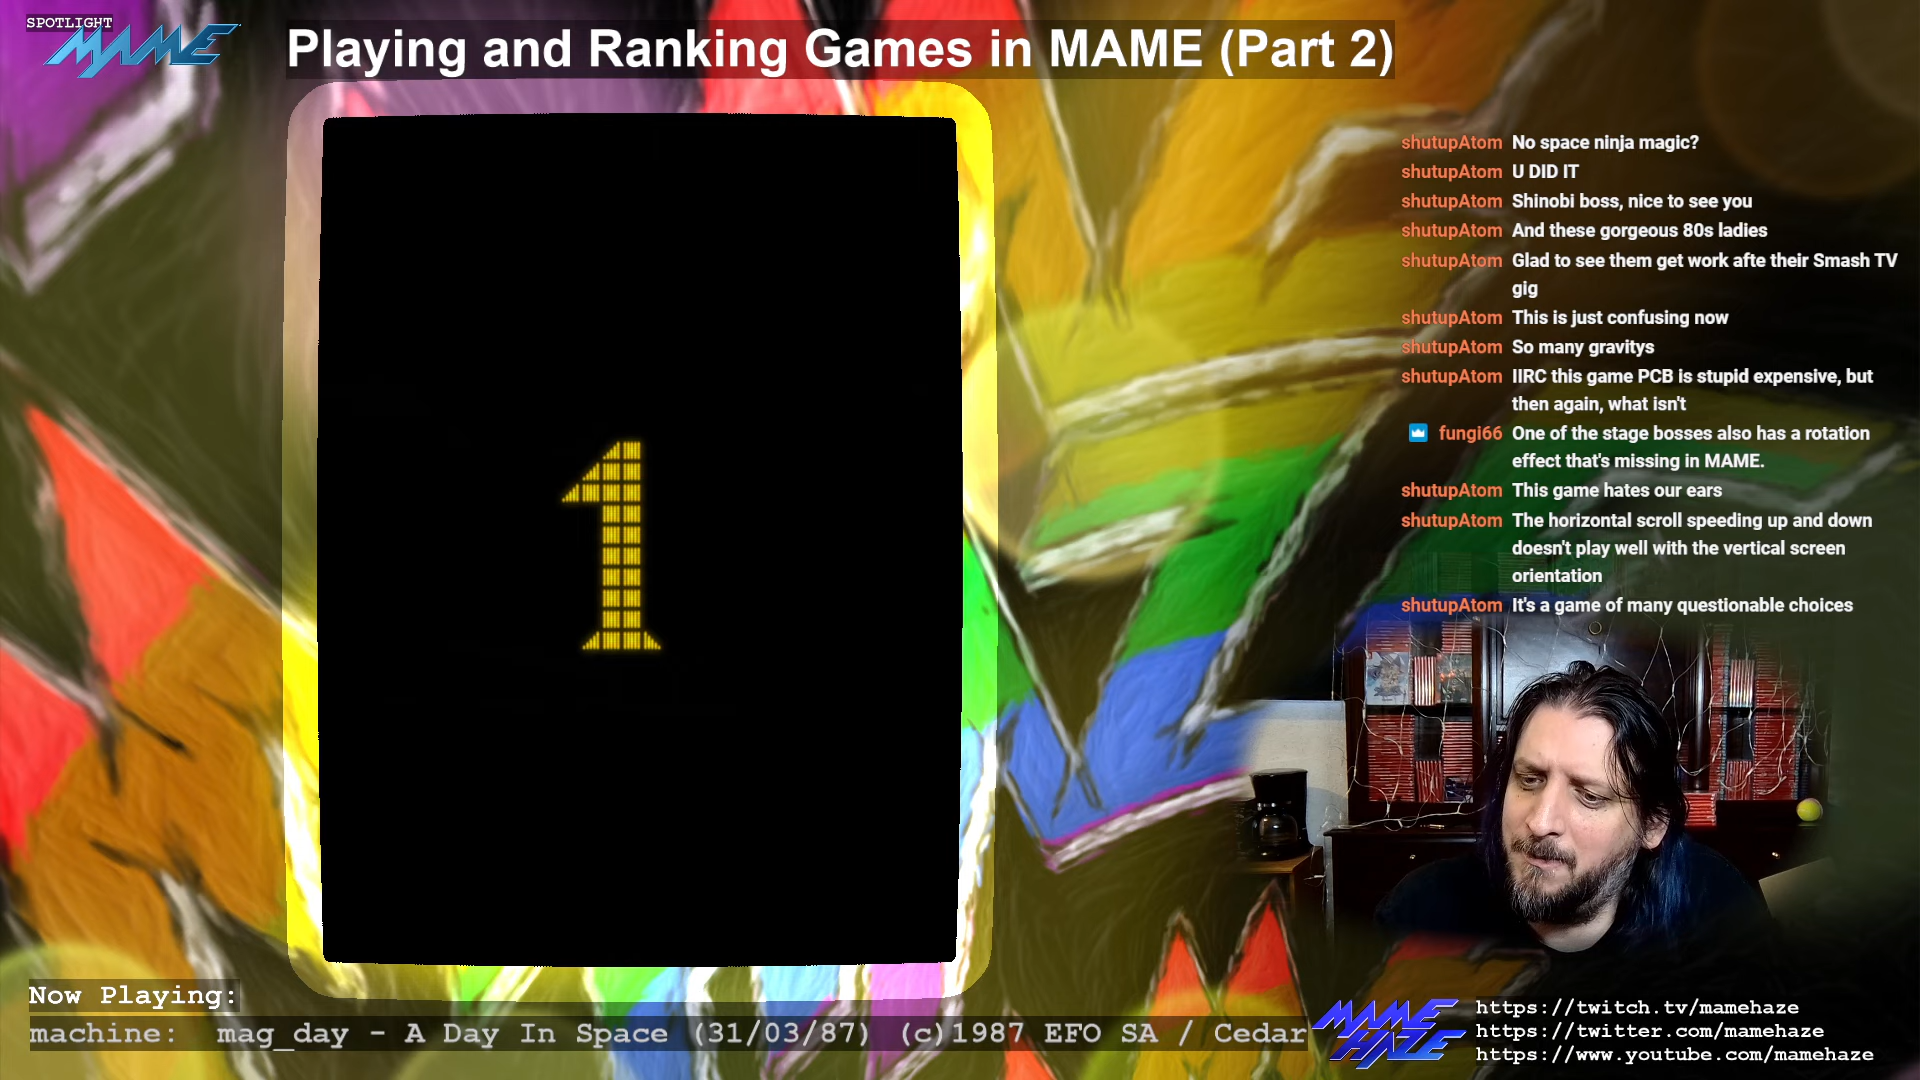 SPOTLIGHT
MAME
Playing and Ranking Games in MAME (Part 2)
shutupAtom No space ninja magic?
shutupAtom U DID IT
shutupAtom Shinobi boss, nice to see you
shutupAtom And these gorgeous 80s ladies
shutupAtom Glad to see them get work afte their Smash TV
gig
shutupAtom This is just confusing now
shutupAtom So many gravitys
shutupAtom IIRC this game PCB is stupid expensive, but
then again, what isn't
fungi66 One of the stage bosses also has a rotation
effect that's missing in MAME.
shutupAtom This game hates our ears
shutupAtom The horizontal scroll speeding up and down
doesn't play well with the vertical screen
orientation
shutupAtom It's a game of many questionable choices
1
Now Playing:
machine: mag_day - A Day In Space (31/03/87) (c)1987 EFO SA / Cedar
MAME
HAZE
https://twitch.tv/mamehaze
https://twitter.com/mamehaze
https://www.youtube.com/mamehaze